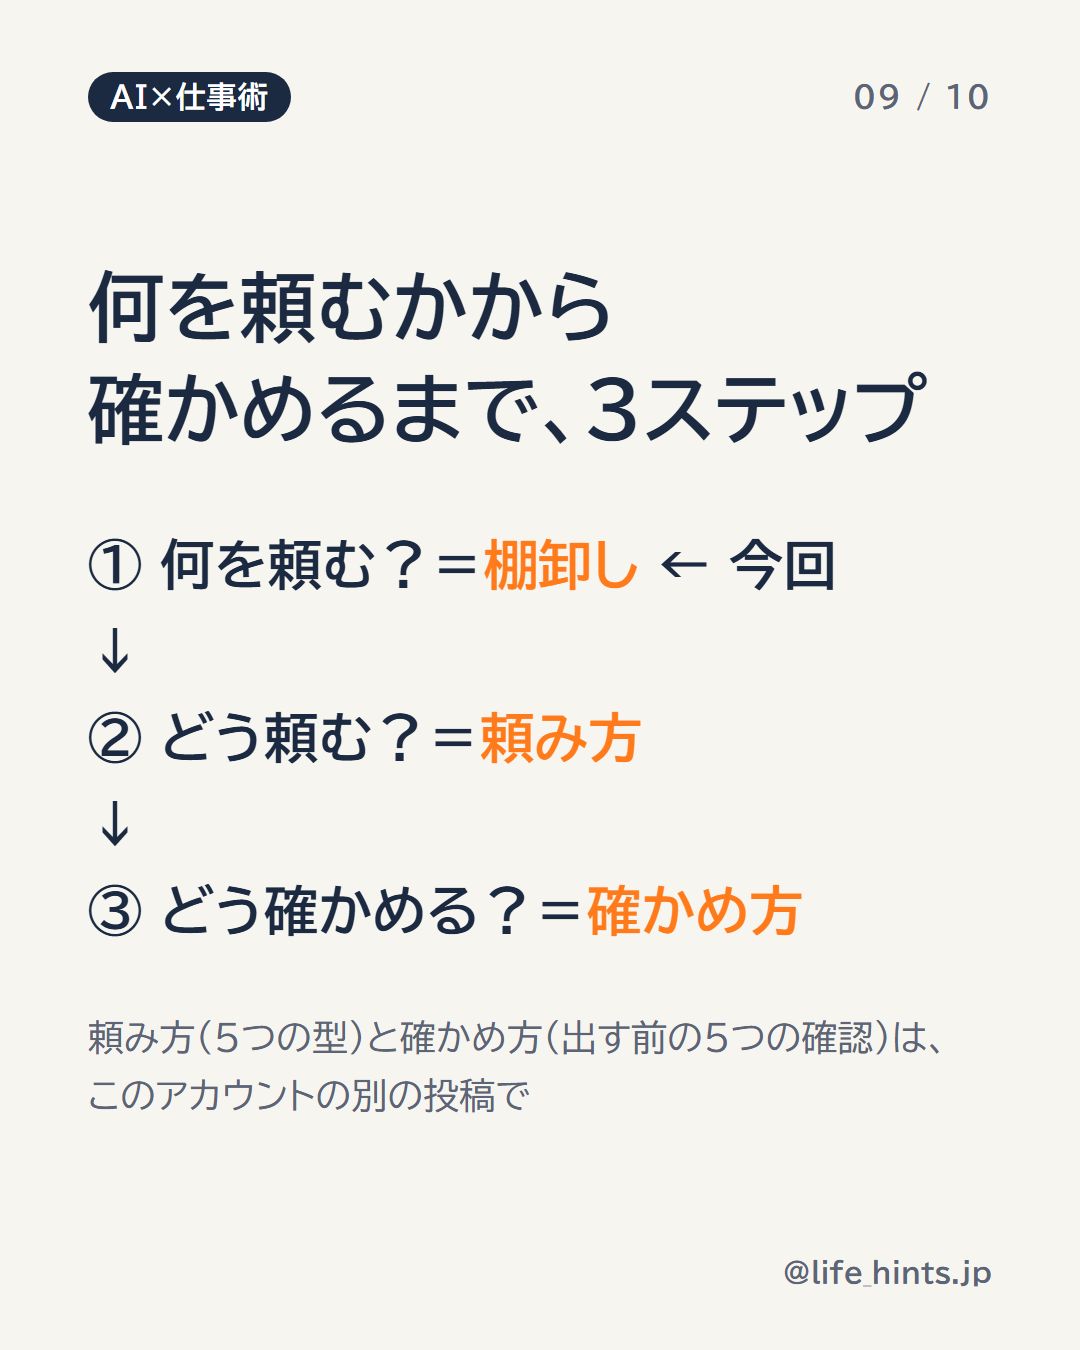 AI×仕事術
09 / 10
何を頼むかから
確かめるまで、3ステップ
① 何を頼む？＝棚卸し ← 今回
↓
② どう頼む？＝頼み方
↓
③ どう確かめる？＝確かめ方
頼み方（5つの型）と確かめ方（出す前の5つの確認）は、
このアカウントの別の投稿で
@life_hints.jp